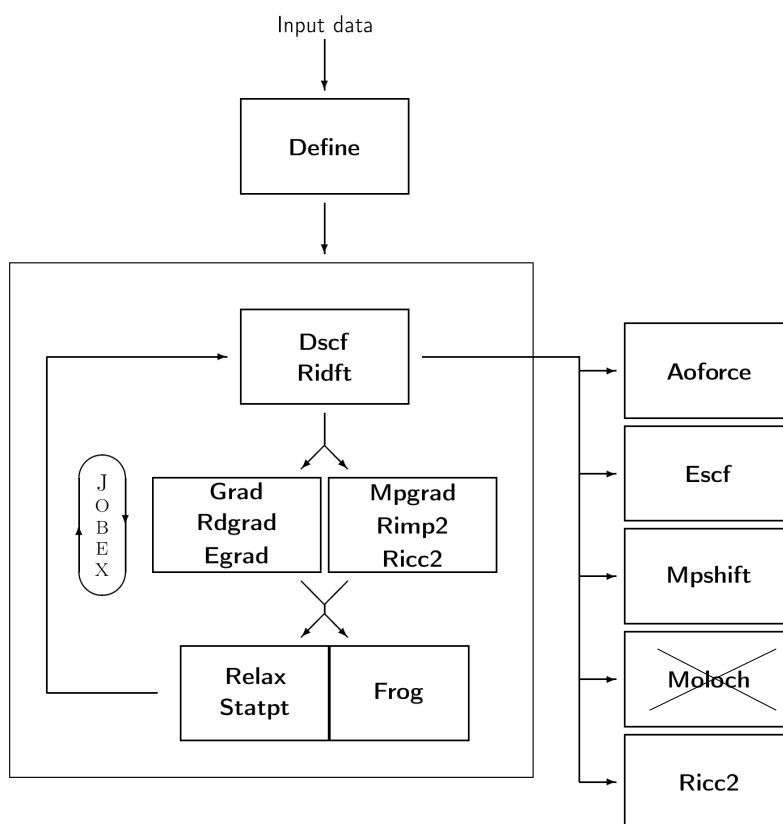 Input data
Define
Dscf
Ridft
J
O
B
E
X
Grad
Rdgrad
Egrad
Mpgrad
Rimp2
Ricc2
Relax
Statpt
Frog
Aoforce
Escf
Mpshift
Moloch
Ricc2